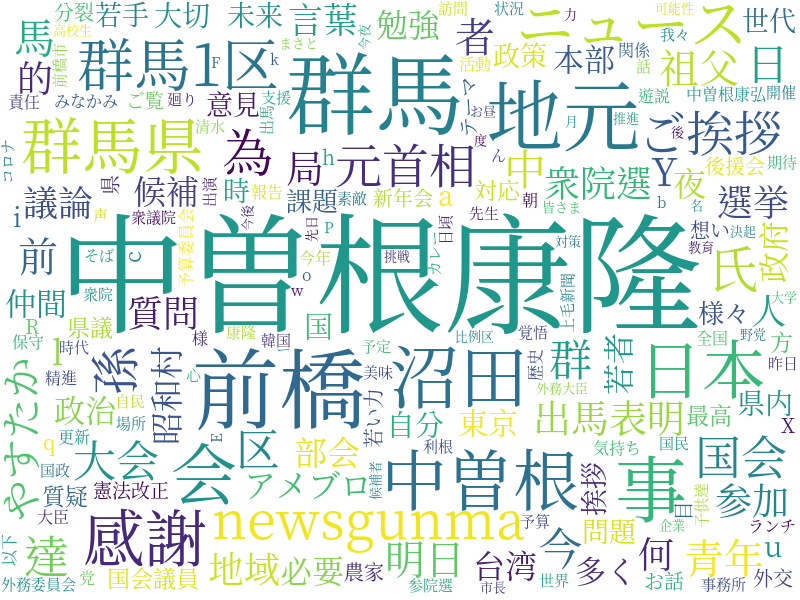 分裂 若手 大切 未来 言葉 勉強 ニュース 訪問 状況 力 可能性
高校生 馬 的 群馬1区 まさと F 今夜 k 者 政策 活動 話 我々 世代
前橋市 群馬 地元 テーマ 本部 関係 祖父 日
責任 みなかみ ご覧 廻り 意見 出馬 支援 お昼 遊説 中曽根康弘 開催
コロナ 群馬県 清水 為 局 元首相 h 度 ん 中 月 推進 ご挨拶 後
議論 県 候補 出演 時 報告 課題 素敵 新年会 a 対応 朝 衆院選 Y 夜 後援会 期待
i 声 衆議院 予算委員会 今後 先日 P 日頃 先生 皆さま b 名 選挙
前 そば c 中曽根康隆 挑戦 カレー 対策 教育 想い 決起 氏 政府
仲間 衆院 質問 今年 o w 上毛新聞 様々 人
R 県議 l 様 康隆 韓国 国 比例区 覚悟 全国 野党 大学
保守 時代 孫 昭和村 前橋 予定 沼田 歴史 群 若者 日本 方 昨日
やすたか 精進 自民 心 美味 外務大臣 県内
政治 場所 区 若い力 自分 東京 出馬表明 最高 X
q 更新 大会 E 会 部会 利根 中曽根 気持ち 国民 国会
国政 質疑 憲法改正 アメブロ 候補者 挨拶 事 目 子供達 参加 ランチ
以下 大臣 感謝 newsgunma 予算 今 問題 企業 u
達 党 地域 必要 明日 台湾 何 青年
外務委員会 国会議員 農家 参院選 市長 世界 多く お話 事務所 外交